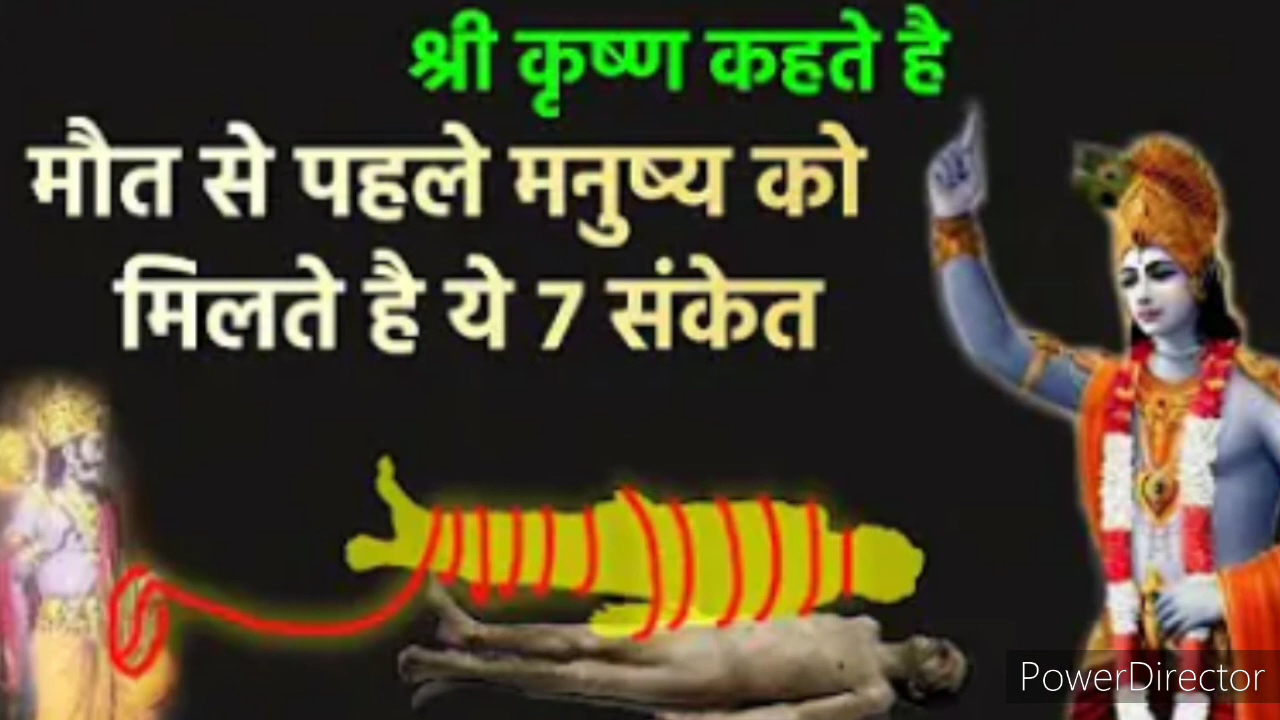 श्री कृष्ण कहते है
मौत से पहले मनुष्य को
मिलते है ये 7 संकेत
PowerDirector